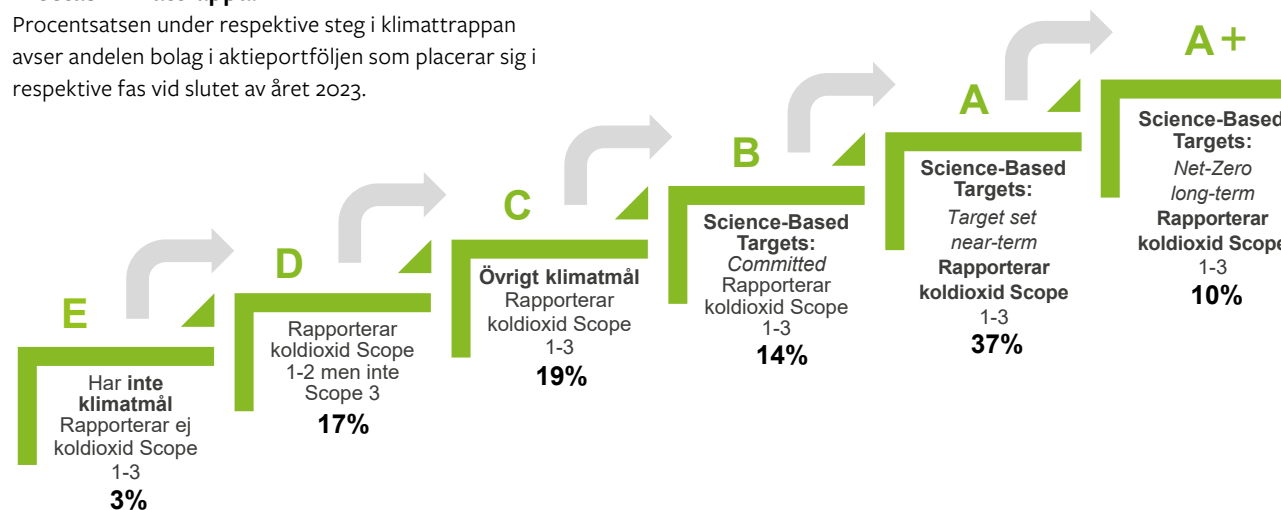 Procentsatsen under respektive steg i klimattrappan
avser andelen bolag i aktieportföljen som placerar sig i
respektive fas vid slutet av året 2023.
E
Har inte
klimatmål
Rapporterar ej
koldioxid Scope
1-3
3%
D
Rapporterar
koldioxid Scope
1-2 men inte
Scope 3
17%
C
Övrigt klimatmål
Rapporterar
koldioxid Scope
1-3
19%
B
Science-Based
Targets:
Committed
Rapporterar
koldioxid Scope
1-3
14%
A
Science-Based
Targets:
Target set
near-term
Rapporterar
koldioxid Scope
1-3
37%
A+
Science-Based
Targets:
Net-Zero
long-term
Rapporterar
koldioxid Scope
1-3
10%